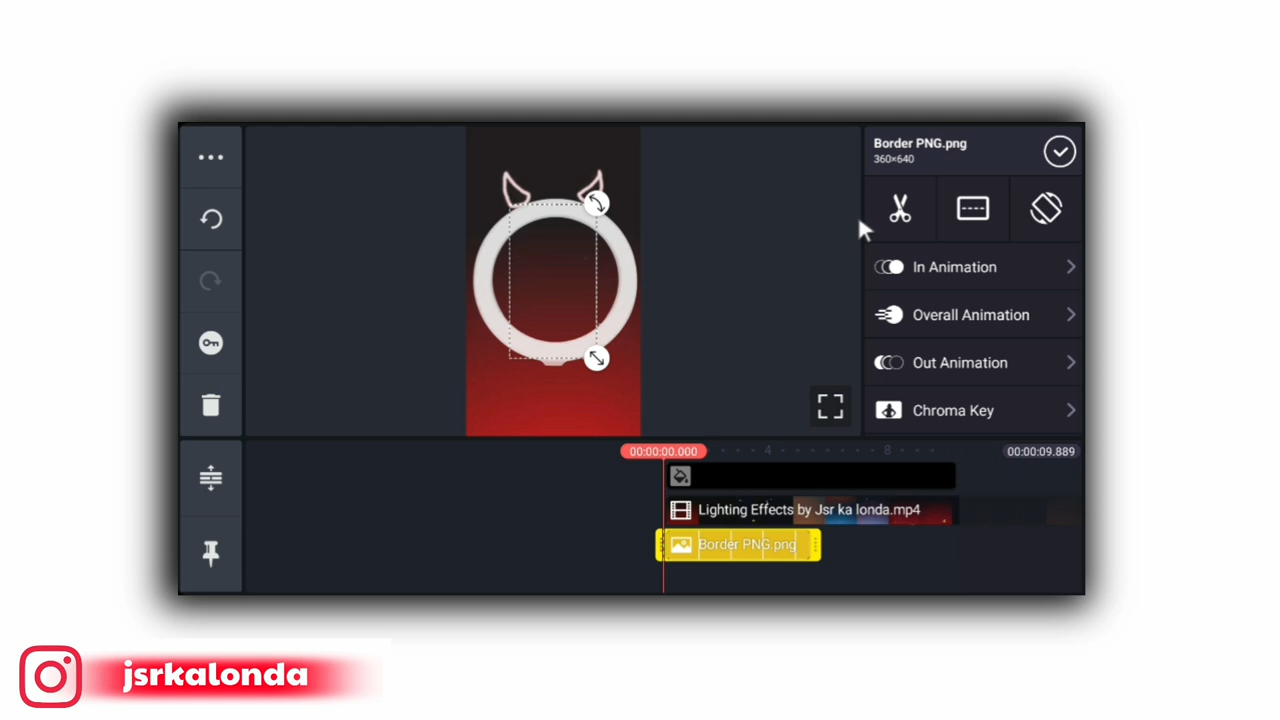 Border PNG.png
360×640
In Animation
Overall Animation
Out Animation
Chroma Key
00:00:00.000
4
8
00:00:09.889
Lighting Effects by Jsr ka londa.mp4
Border PNG.png
jsrkalonda